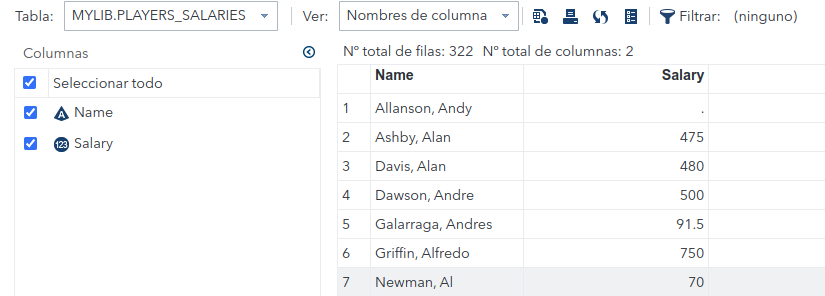 Tabla: MYLIB.PLAYERS_SALARIES Ver: Nombres de columna Filtrar: (ninguno)
Columnas
Seleccionar todo
Name
Salary
Nº total de filas: 322 Nº total de columnas: 2
Name Salary
1 Allanson, Andy .
2 Ashby, Alan 475
3 Davis, Alan 480
4 Dawson, Andre 500
5 Galarraga, Andres 91.5
6 Griffin, Alfredo 750
7 Newman, Al 70